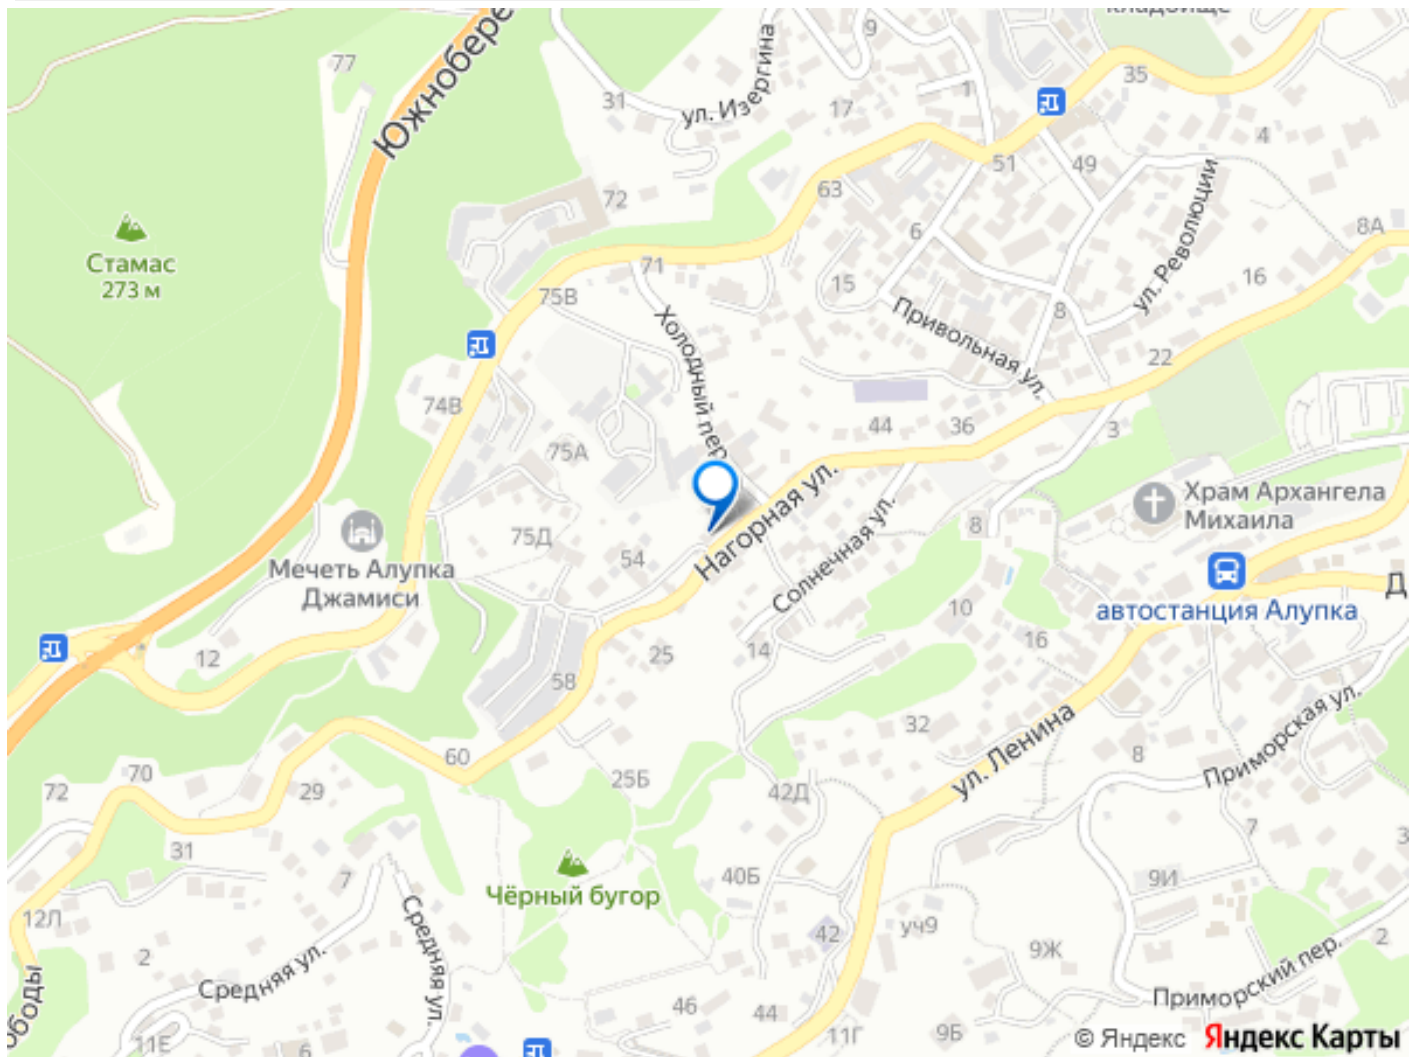 кладбище
Южнобере
77
9
35
31
ул. Изергина
17
1
4
51
49
72
63
ул. Революции
6
8А
Стамас
273 м
71
75В
15
16
8
Холодный пер.
Привольная ул.
22
74В
44
36
3
75А
Храм Архангела
Михаила
Нагорная ул.
Солнечная ул.
8
75Д
54
Мечеть Алупка
Джамиси
Д
10
автостанция Алупка
16
12
25
14
58
32
ул. Ленина
Приморская ул.
8
60
70
72
29
25Б
42Д
7
3
31
7
40Б
9И
Чёрный бугор
12Л
Средняя ул.
42
уч9
9Ж
2
2
Средняя ул.
ободы
46
44
Приморский пер.
11Г
9Б
11Е
6
© Яндекс Яндекс Карты